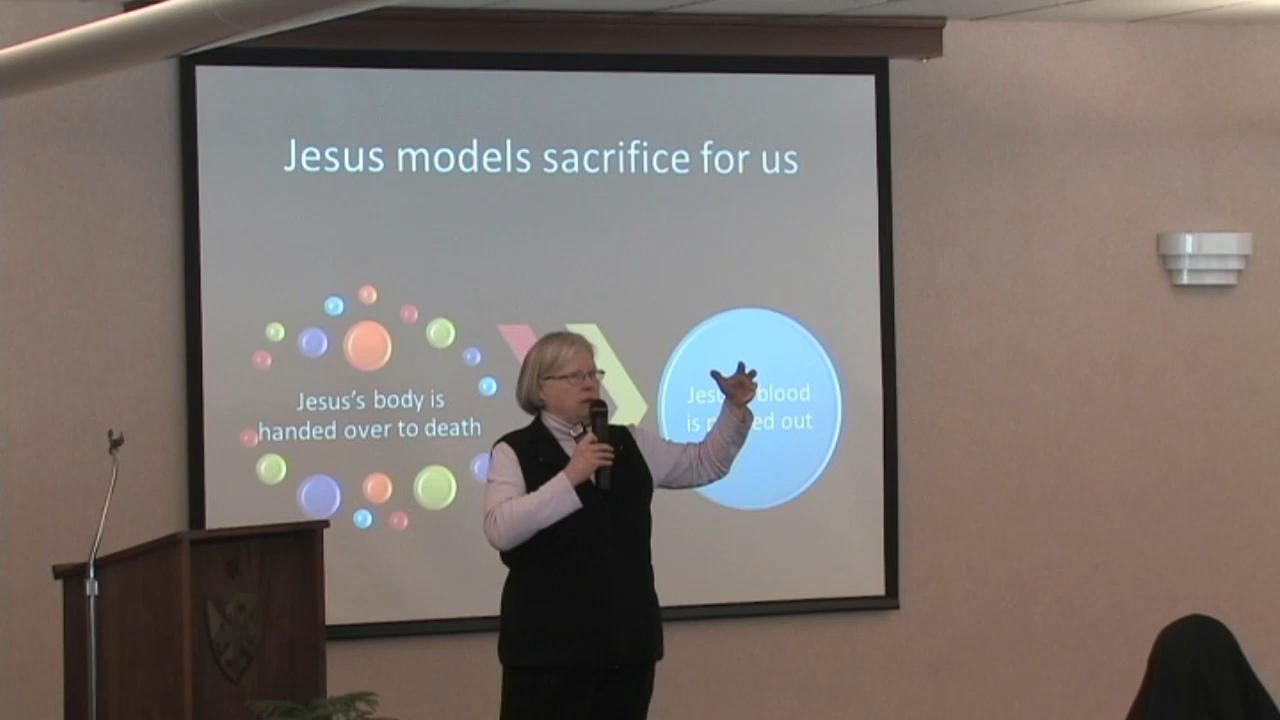 Jesus models sacrifice for us
Jesus's body is
handed over to death
blood
is out